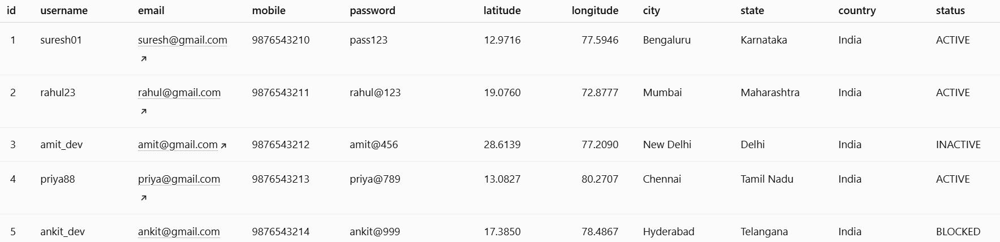 id username email mobile password latitude longitude city state country status
1 suresh01 suresh@gmail.com 9876543210 pass123 12.9716 77.5946 Bengaluru Karnataka India ACTIVE
2 rahul23 rahul@gmail.com 9876543211 rahul@123 19.0760 72.8777 Mumbai Maharashtra India ACTIVE
3 amit_dev amit@gmail.com 9876543212 amit@456 28.6139 77.2090 New Delhi Delhi India INACTIVE
4 priya88 priya@gmail.com 9876543213 priya@789 13.0827 80.2707 Chennai Tamil Nadu India ACTIVE
5 ankit_dev ankit@gmail.com 9876543214 ankit@999 17.3850 78.4867 Hyderabad Telangana India BLOCKED